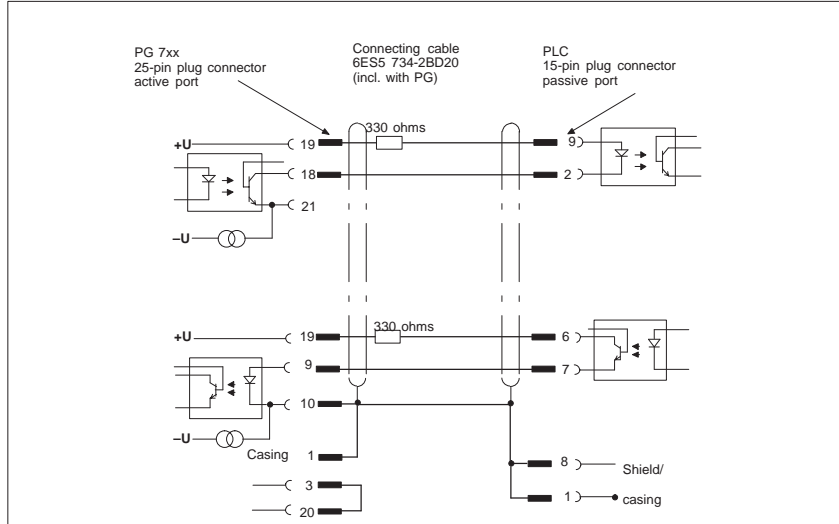 PG 7xx
25-pin plug connector
active port
Connecting cable
6ES5 734-2BD20
(incl. with PG)
PLC
15-pin plug connector
passive port
330 ohms
+U
19
9
18
2
21
–U
330 ohms
+U
19
6
9
7
10
–U
Casing
1
8
Shield/
3
1
casing
20